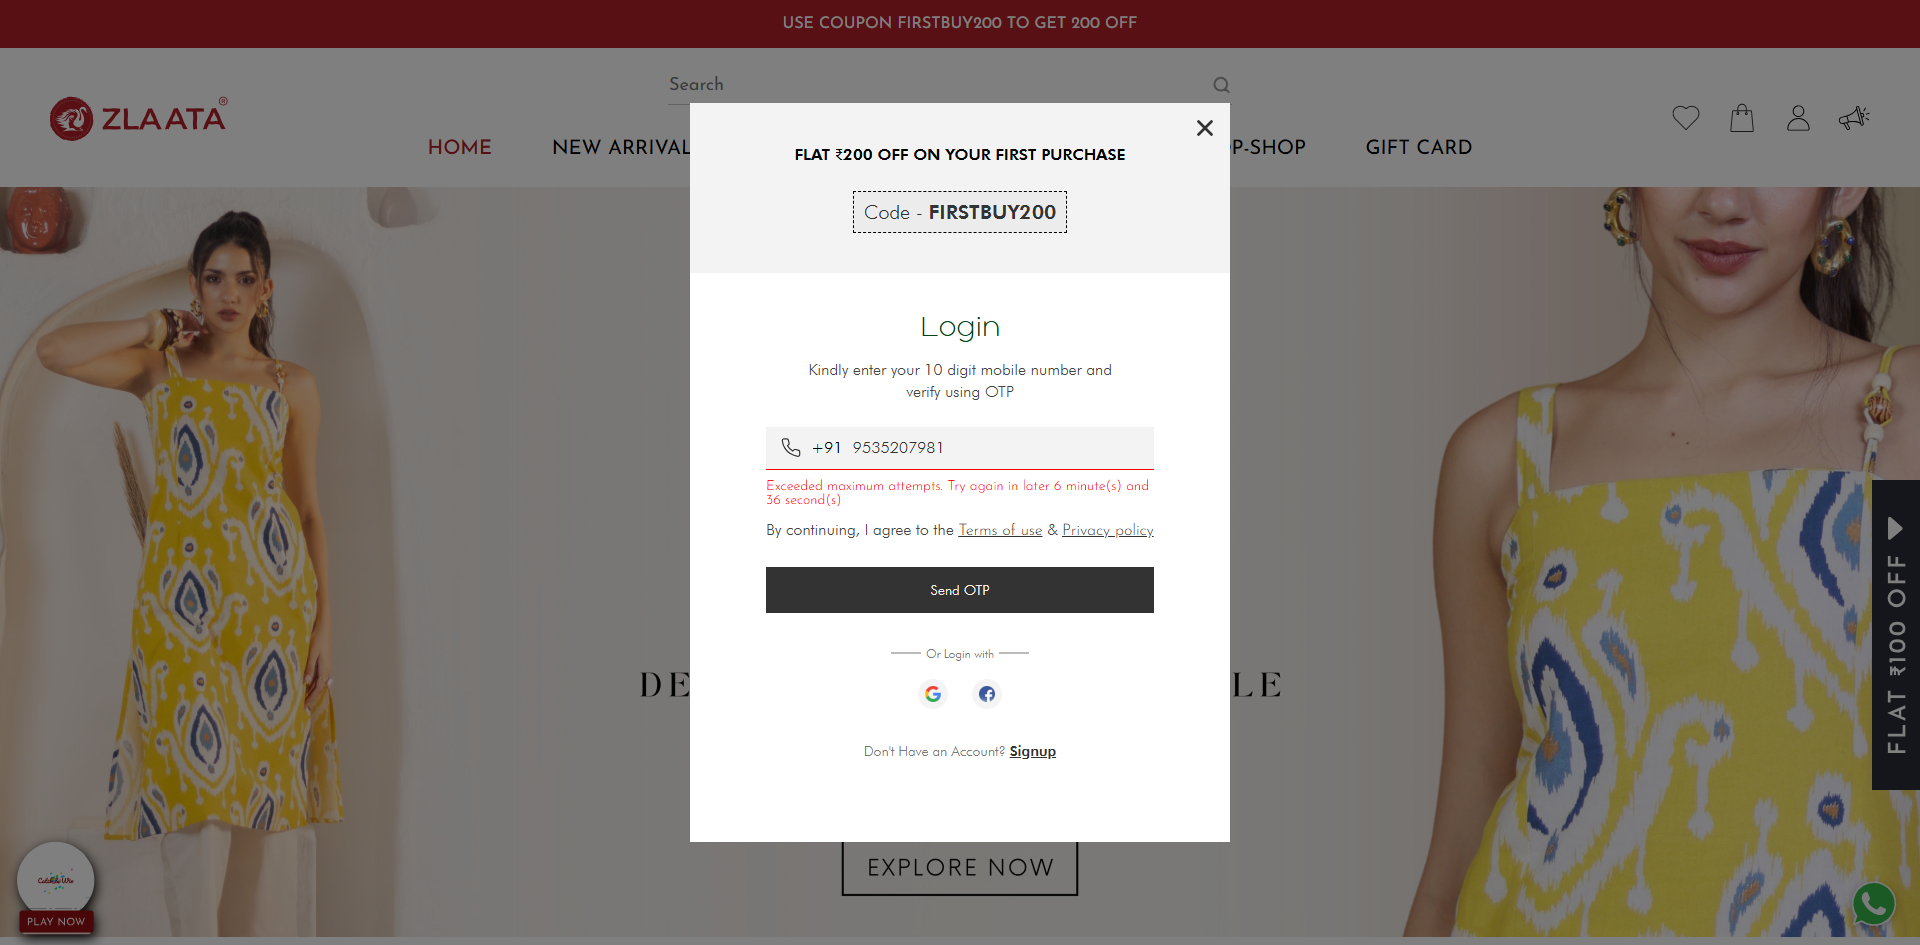 USE COUPON FIRSTBUY200 TO GET 200 OFF
Search
ZLAATA®
HOME
NEW ARRIVAL
P-SHOP
GIFT CARD
FLAT ₹200 OFF ON YOUR FIRST PURCHASE
Code - FIRSTBUY200
Login
Kindly enter your 10 digit mobile number and
verify using OTP
+91 9535207981
Exceeded maximum attempts. Try again in later 6 minute(s) and
36 second(s)
By continuing, I agree to the Terms of use & Privacy policy
Send OTP
Or Login with
Don't Have an Account? Signup
DE
LE
EXPLORE NOW
FLAT ₹100 OFF
PLAY NOW